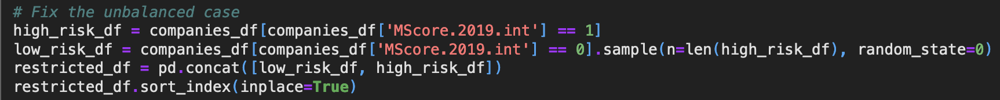 # Fix the unbalanced case
high_risk_df = companies_df[companies_df['MScore.2019.int'] == 1]
low_risk_df = companies_df[companies_df['MScore.2019.int'] == 0].sample(n=len(high_risk_df), random_state=0)
restricted_df = pd.concat([low_risk_df, high_risk_df])
restricted_df.sort_index(inplace=True)